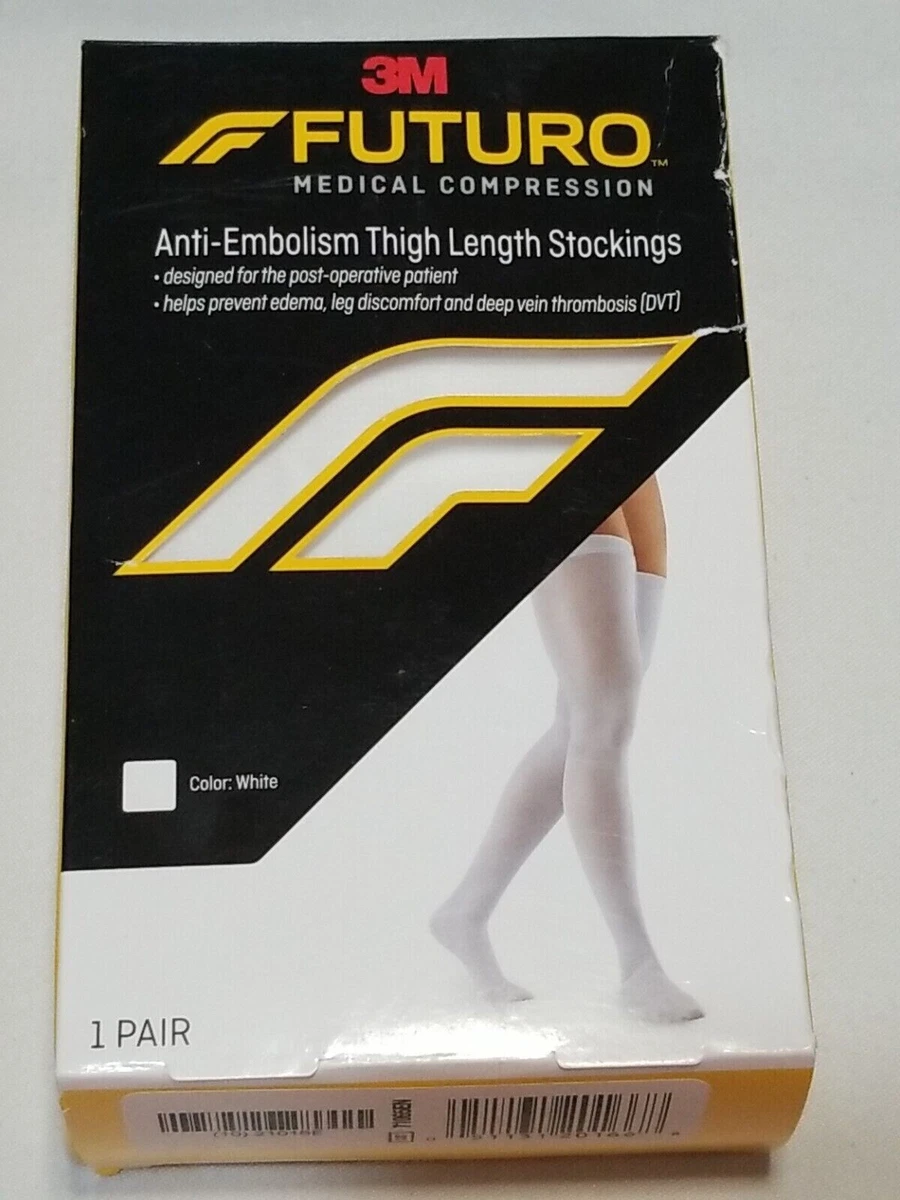 3M
FUTURO™
MEDICAL COMPRESSION
Anti-Embolism Thigh Length Stockings
• designed for the post-operative patient
• helps prevent edema, leg discomfort and deep vein thrombosis (DVT)
Color: White
1 PAIR